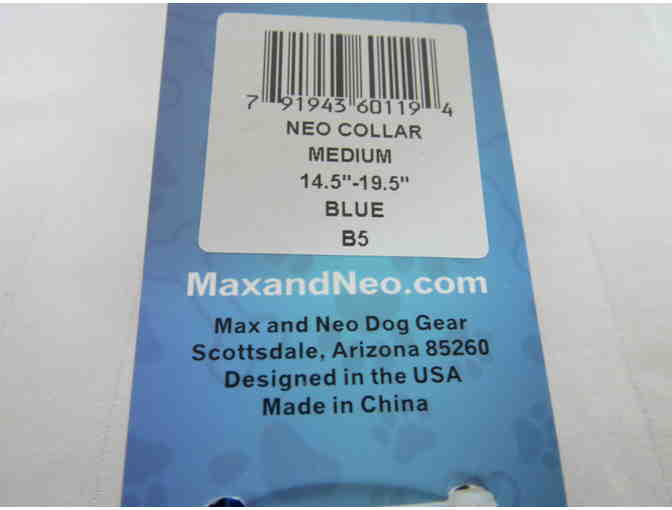 7 91943 60119 4
NEO COLLAR
MEDIUM
14.5"-19.5"
BLUE
B5
MaxandNeo.com
Max and Neo Dog Gear
Scottsdale, Arizona 85260
Designed in the USA
Made in China